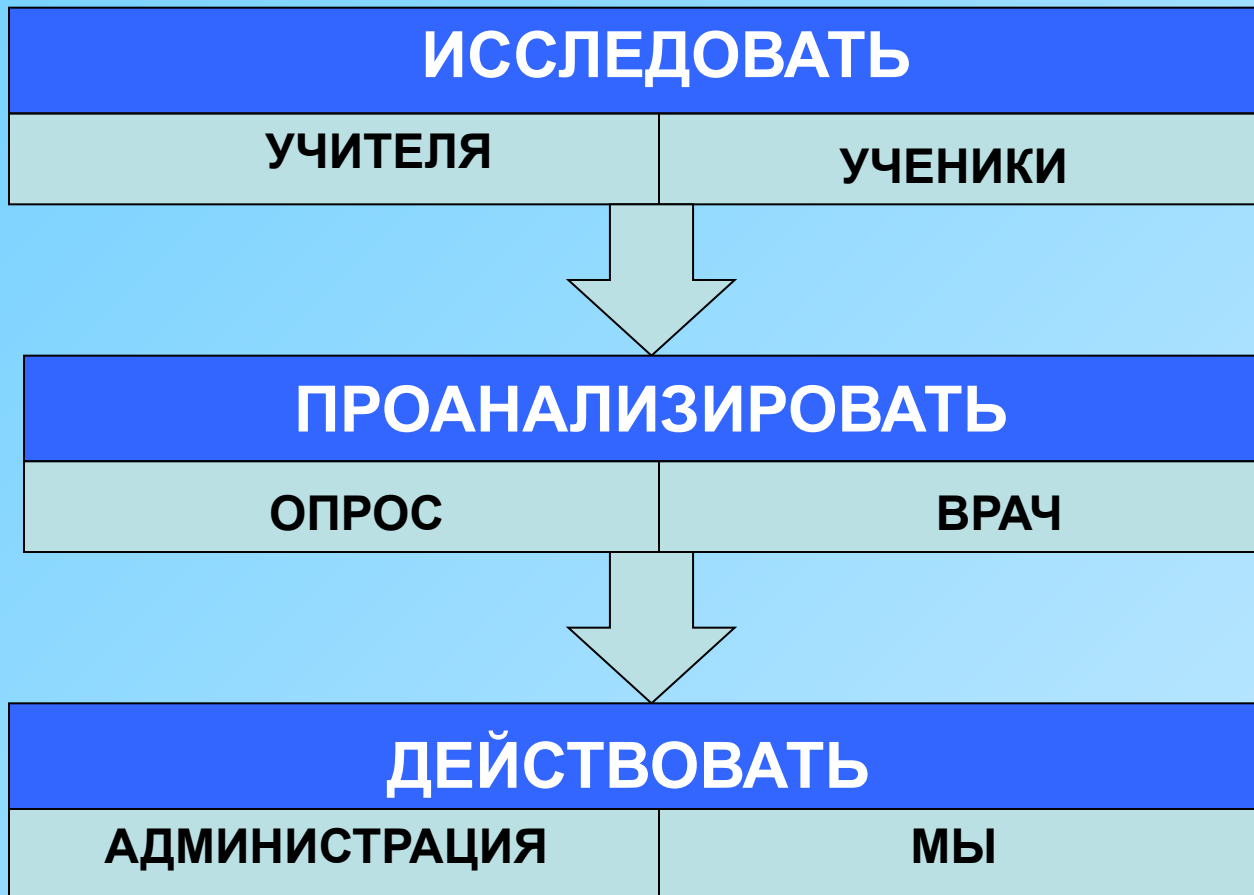 ИССЛЕДОВАТЬ
УЧИТЕЛЯ
УЧЕНИКИ
ПРОАНАЛИЗИРОВАТЬ
ОПРОС
ВРАЧ
ДЕЙСТВОВАТЬ
АДМИНИСТРАЦИЯ
МЫ